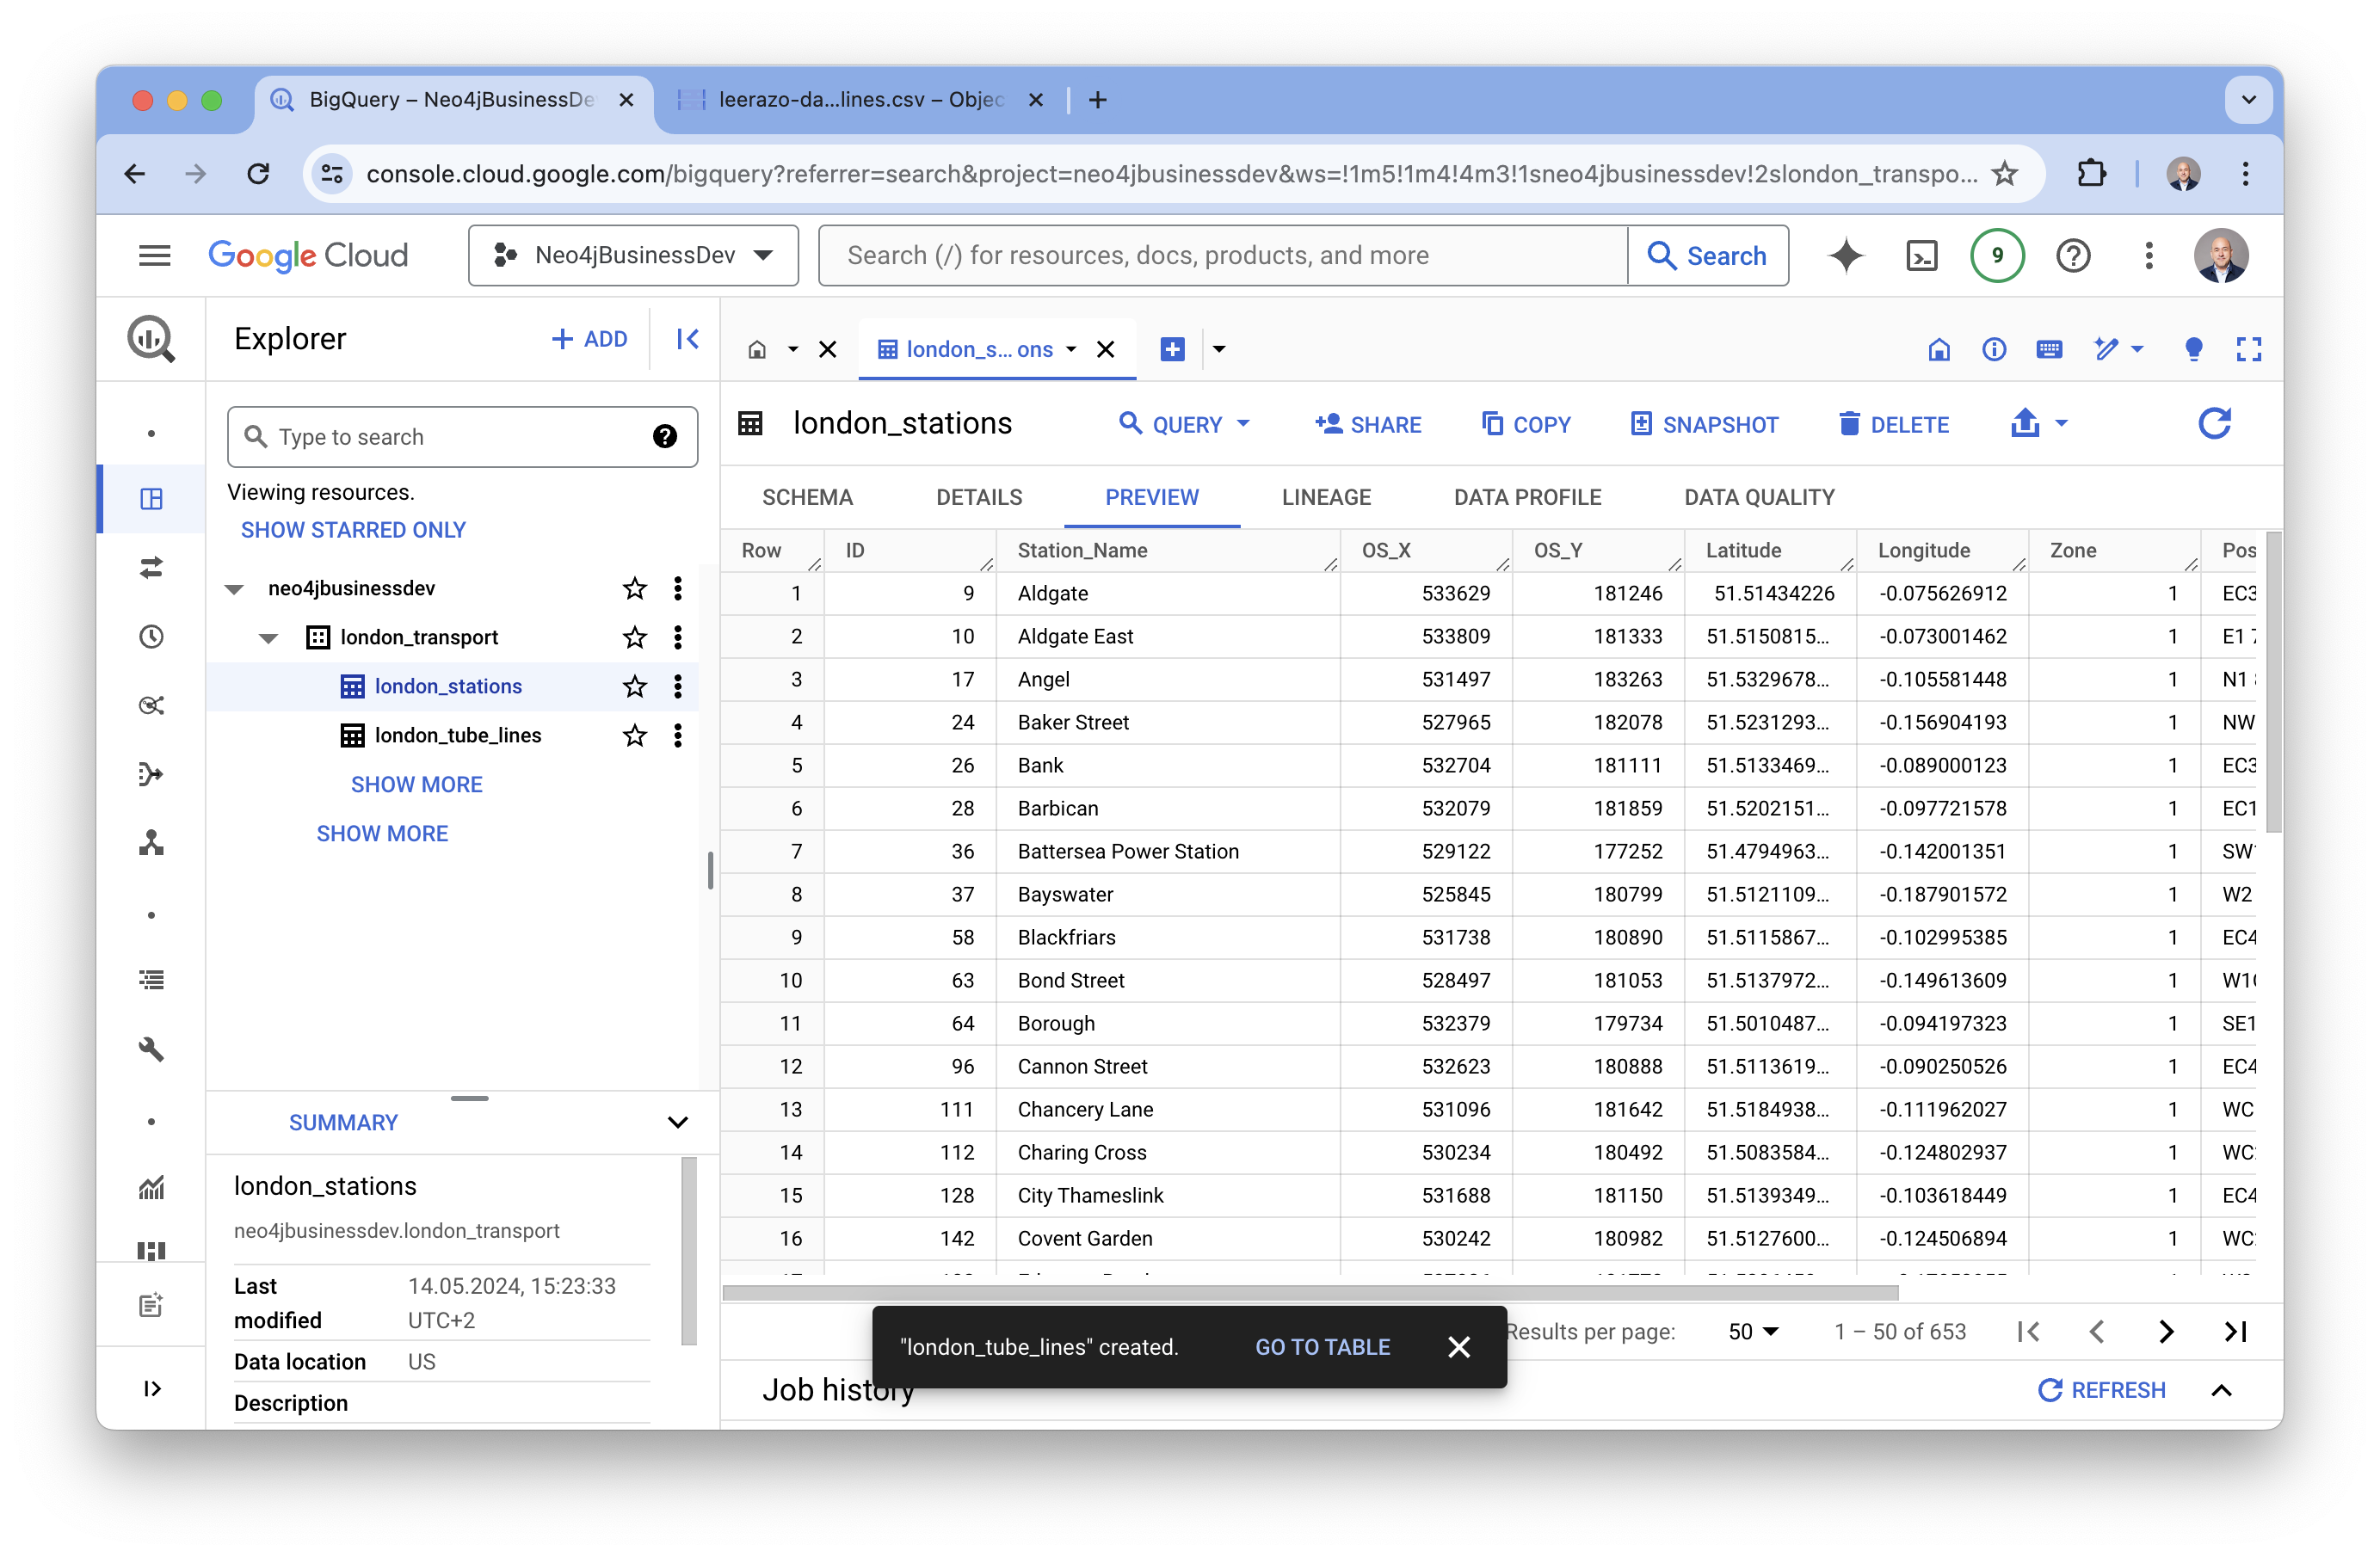 BigQuery – Neo4jBusinessDe
leerazo-da...lines.csv – Objec
console.cloud.google.com/bigquery?referrer=search&project=neo4jbusinessdev&ws=!1m5!1m4!4m3!1sneo4jbusinessdev!2slondon_transpo...
Google Cloud
Neo4jBusinessDev
Search (/) for resources, docs, products, and more
Search
9
Explorer
+ ADD
london_s... ons
Type to search
Viewing resources.
SHOW STARRED ONLY
neo4jbusinessdev
london_transport
london_stations
london_tube_lines
SHOW MORE
SHOW MORE
SUMMARY
london_stations
neo4jbusinessdev.london_transport
Last modified 14.05.2024, 15:23:33 UTC+2
Data location US
Description
london_stations QUERY SHARE COPY SNAPSHOT DELETE
SCHEMA DETAILS PREVIEW LINEAGE DATA PROFILE DATA QUALITY
Row ID Station_Name OS_X OS_Y Latitude Longitude Zone Pos
1 9 Aldgate 533629 181246 51.51434226 -0.075626912 1 EC3
2 10 Aldgate East 533809 181333 51.5150815... -0.073001462 1 E1 7
3 17 Angel 531497 183263 51.5329678... -0.105581448 1 N1
4 24 Baker Street 527965 182078 51.5231293... -0.156904193 1 NW
5 26 Bank 532704 181111 51.5133469... -0.089000123 1 EC3
6 28 Barbican 532079 181859 51.5202151... -0.097721578 1 EC1
7 36 Battersea Power Station 529122 177252 51.4794963... -0.142001351 1 SW
8 37 Bayswater 525845 180799 51.5121109... -0.187901572 1 W2
9 58 Blackfriars 531738 180890 51.5115867... -0.102995385 1 EC4
10 63 Bond Street 528497 181053 51.5137972... -0.149613609 1 W1
11 64 Borough 532379 179734 51.5010487... -0.094197323 1 SE1
12 96 Cannon Street 532623 180888 51.5113619... -0.090250526 1 EC4
13 111 Chancery Lane 531096 181642 51.5184938... -0.111962027 1 WC
14 112 Charing Cross 530234 180492 51.5083584... -0.124802937 1 WC
15 128 City Thameslink 531688 181150 51.5139349... -0.103618449 1 EC4
16 142 Covent Garden 530242 180982 51.5127600... -0.124506894 1 WC
"london_tube_lines" created. GO TO TABLE
Results per page: 50 1 – 50 of 653
Job history
REFRESH